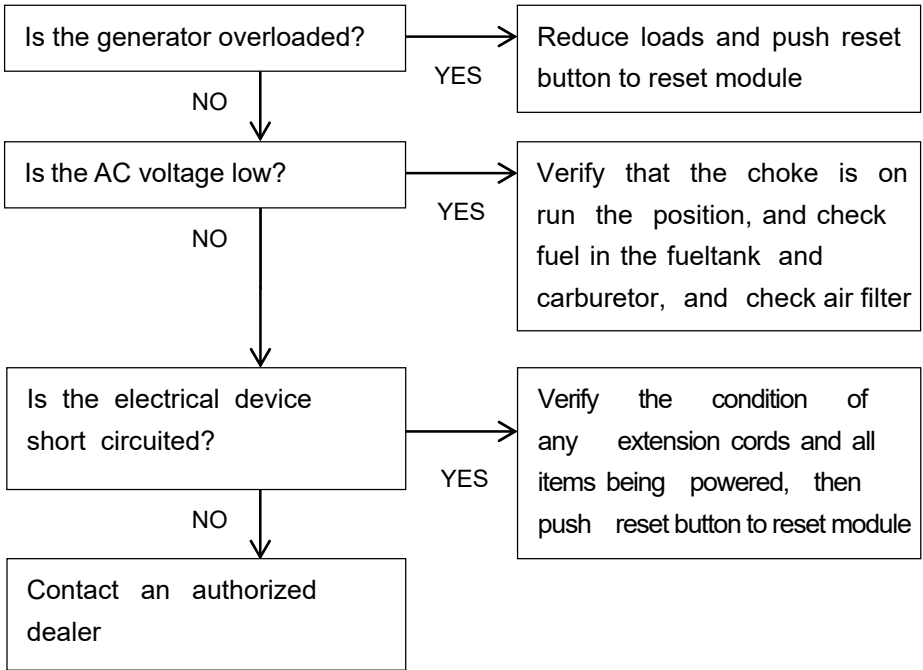 Is the generator overloaded?
YES
Reduce loads and push reset
button to reset module
NO
Is the AC voltage low?
YES
Verify that the choke is on
run the position, and check
fuel in the fueltank and
carburetor, and check air filter
NO
Is the electrical device
short circuited?
YES
Verify the condition of
any extension cords and all
items being powered, then
push reset button to reset module
NO
Contact an authorized
dealer